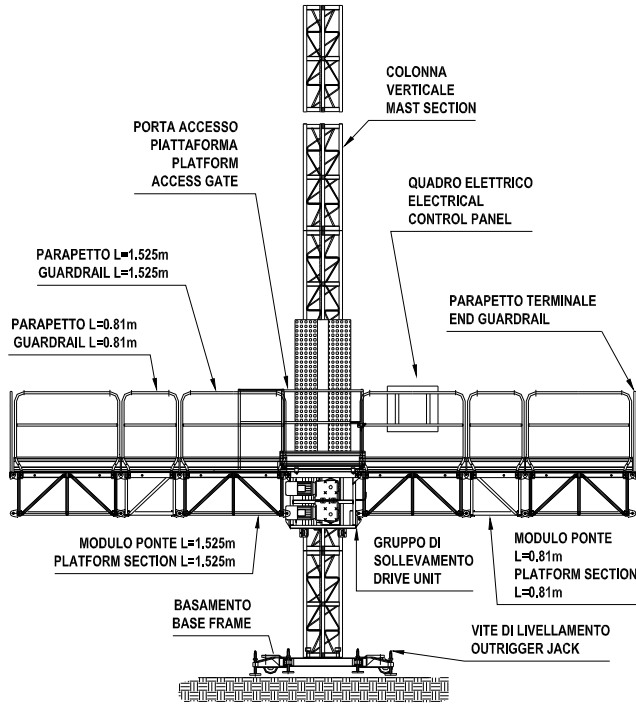 COLONNA
VERTICALE
MAST SECTION
PORTA ACCESSO
PIATTAFORMA
PLATFORM
ACCESS GATE
QUADRO ELETTRICO
ELECTRICAL
CONTROL PANEL
PARAPETTO L=1.525m
GUARDRAIL L=1.525m
PARAPETTO TERMINALE
END GUARDRAIL
PARAPETTO L=0.81m
GUARDRAIL L=0.81m
MODULO PONTE L=1.525m
PLATFORM SECTION L=1.525m
GRUPPO DI
SOLLEVAMENTO
DRIVE UNIT
MODULO PONTE
L=0.81m
PLATFORM SECTION
L=0.81m
BASAMENTO
BASE FRAME
VITE DI LIVELLAMENTO
OUTRIGGER JACK